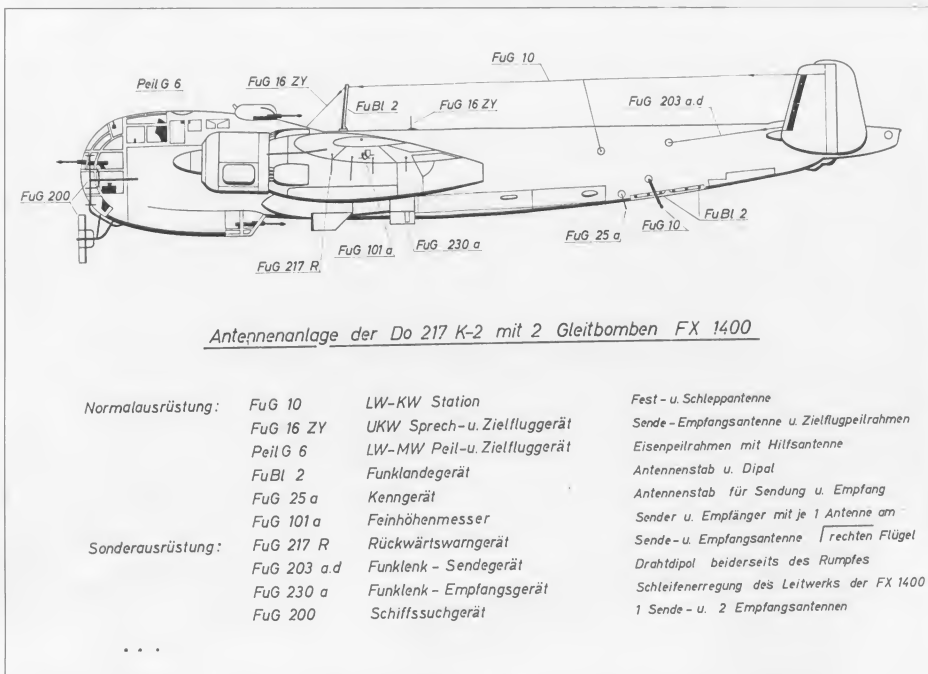 FuG 10
FuG 16 ZY
Peil G 6
FuBl 2
FuG 16 ZY
FuG 203 a.d
FuG 200
FuBl 2
FuG 25 a
FuG 10
FuG 101 a
FuG 230 a
FuG 217 R
Antennenanlage der Do 217 K-2 mit 2 Gleitbomben FX 1400
Normalausrüstung: FuG 10 LW-KW Station Fest- u. Schleppantenne
FuG 16 ZY UKW Sprech- u. Zielfluggerät Sende-Empfangsantenne u. Zielflugpeilrahmen
Peil G 6 LW-MW Peil- u. Zielfluggerät Eisenpeilrahmen mit Hilfsantenne
FuBl 2 Funklandegerät Antennenstab u. Dipal
FuG 25 a Kenngerät Antennenstab für Sendung u. Empfang
FuG 101 a Feinhöhenmesser Sender u. Empfänger mit je 1 Antenne am
Sonderausrüstung: FuG 217 R Rückwärtswarngerät Sende- u. Empfangsantenne rechten Flügel
FuG 203 a.d Funklenk - Sendegerät Drahtdipol beiderseits des Rumpfes
FuG 230 a Funklenk - Empfangsgerät Schleifenerregung des Leitwerks der FX 1400
FuG 200 Schiffssuchgerät 1 Sende- u. 2 Empfangsantennen
. . .